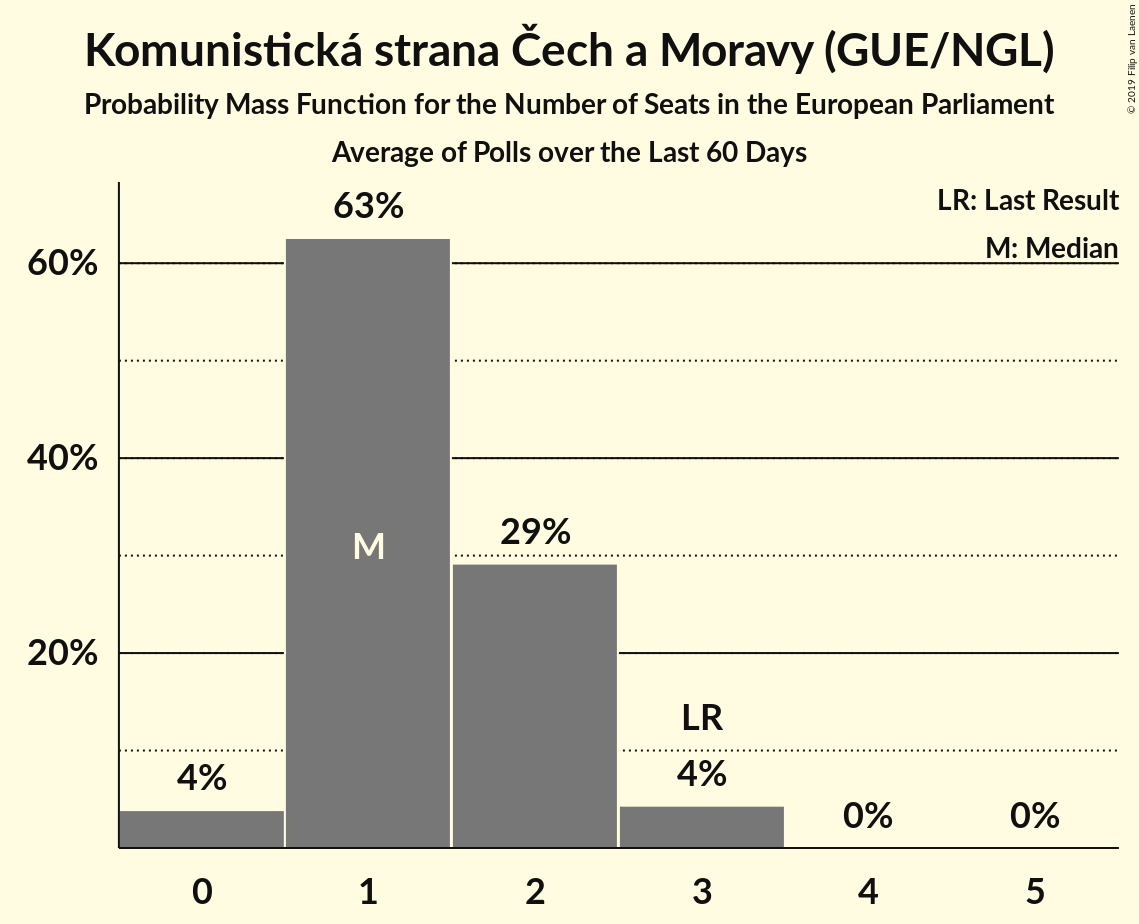 Komunistická strana Čech a Moravy (GUE/NGL)
Probability Mass Function for the Number of Seats in the European Parliament
Average of Polls over the Last 60 Days
© 2019 Filip van Laenen
LR: Last Result
M: Median
63%
60%
40%
29%
M
20%
LR
4%
4%
0%
0%
0
1
2
3
4
5